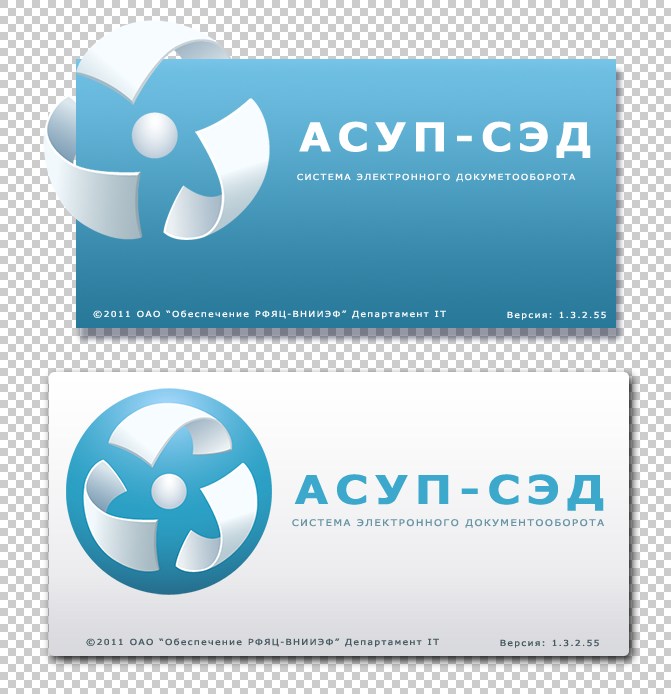 АСУП-СЭД
СИСТЕМА ЭЛЕКТРОННОГО ДОКУМЕТООБОРОТА
©2011 ОАО “Обеспечение РФЯЦ-ВНИИЭФ” Департамент IT
Версия: 1.3.2.55
АСУП-СЭД
СИСТЕМА ЭЛЕКТРОННОГО ДОКУМЕНТООБОРОТА
©2011 ОАО “Обеспечение РФЯЦ-ВНИИЭФ” Департамент IT
Версия: 1.3.2.55